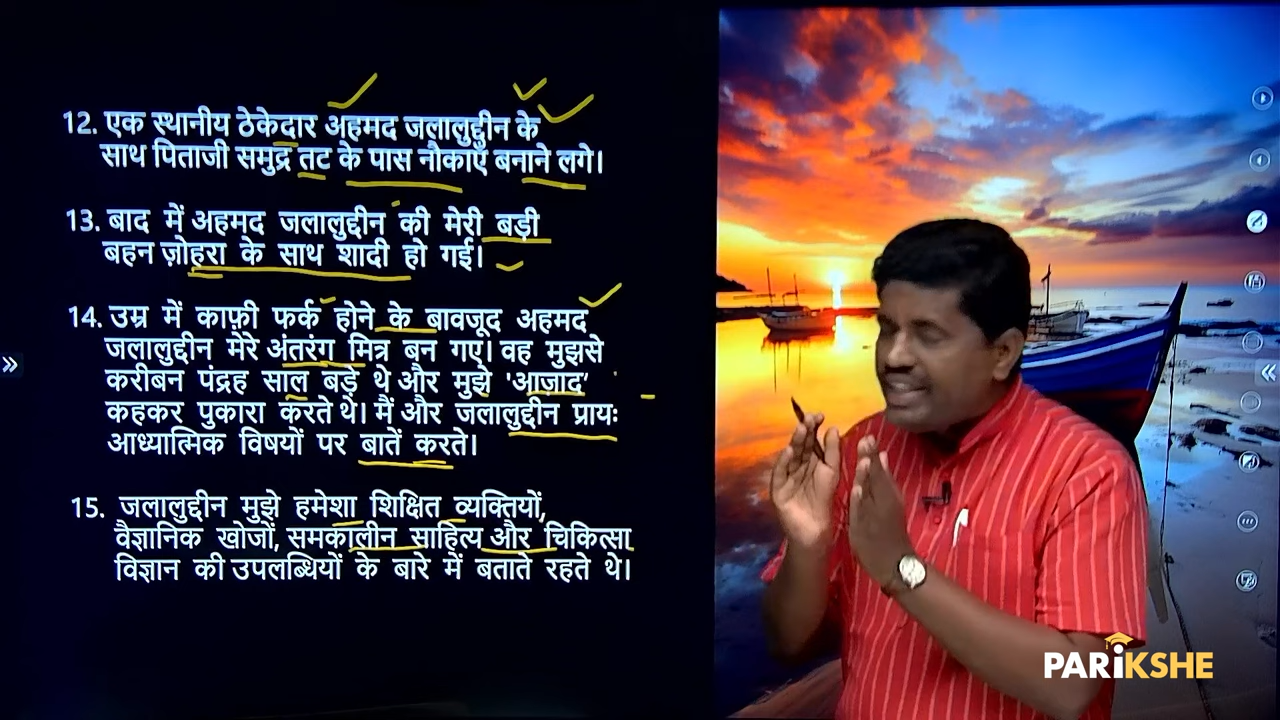 12. एक स्थानीय ठेकेदार अहमद जलालुद्दीन के
साथ पिताजी समुद्र तट के पास नौकाएँ बनाने लगे।
13. बाद में अहमद जलालुद्दीन की मेरी बड़ी
बहन ज़ोहरा के साथ शादी हो गई।
14. उम्र में काफ़ी फर्क होने के बावजूद अहमद
जलालुद्दीन मेरे अंतरंग मित्र बन गए। वह मुझसे
करीबन पंद्रह साल बड़े थे और मुझे 'आजाद'
कहकर पुकारा करते थे। मैं और जलालुद्दीन प्रायः
आध्यात्मिक विषयों पर बातें करते।
15. जलालुद्दीन मुझे हमेशा शिक्षित व्यक्तियों,
वैज्ञानिक खोजों, समकालीन साहित्य और चिकित्सा
विज्ञान की उपलब्धियों के बारे में बताते रहते थे।
PARIKSHE